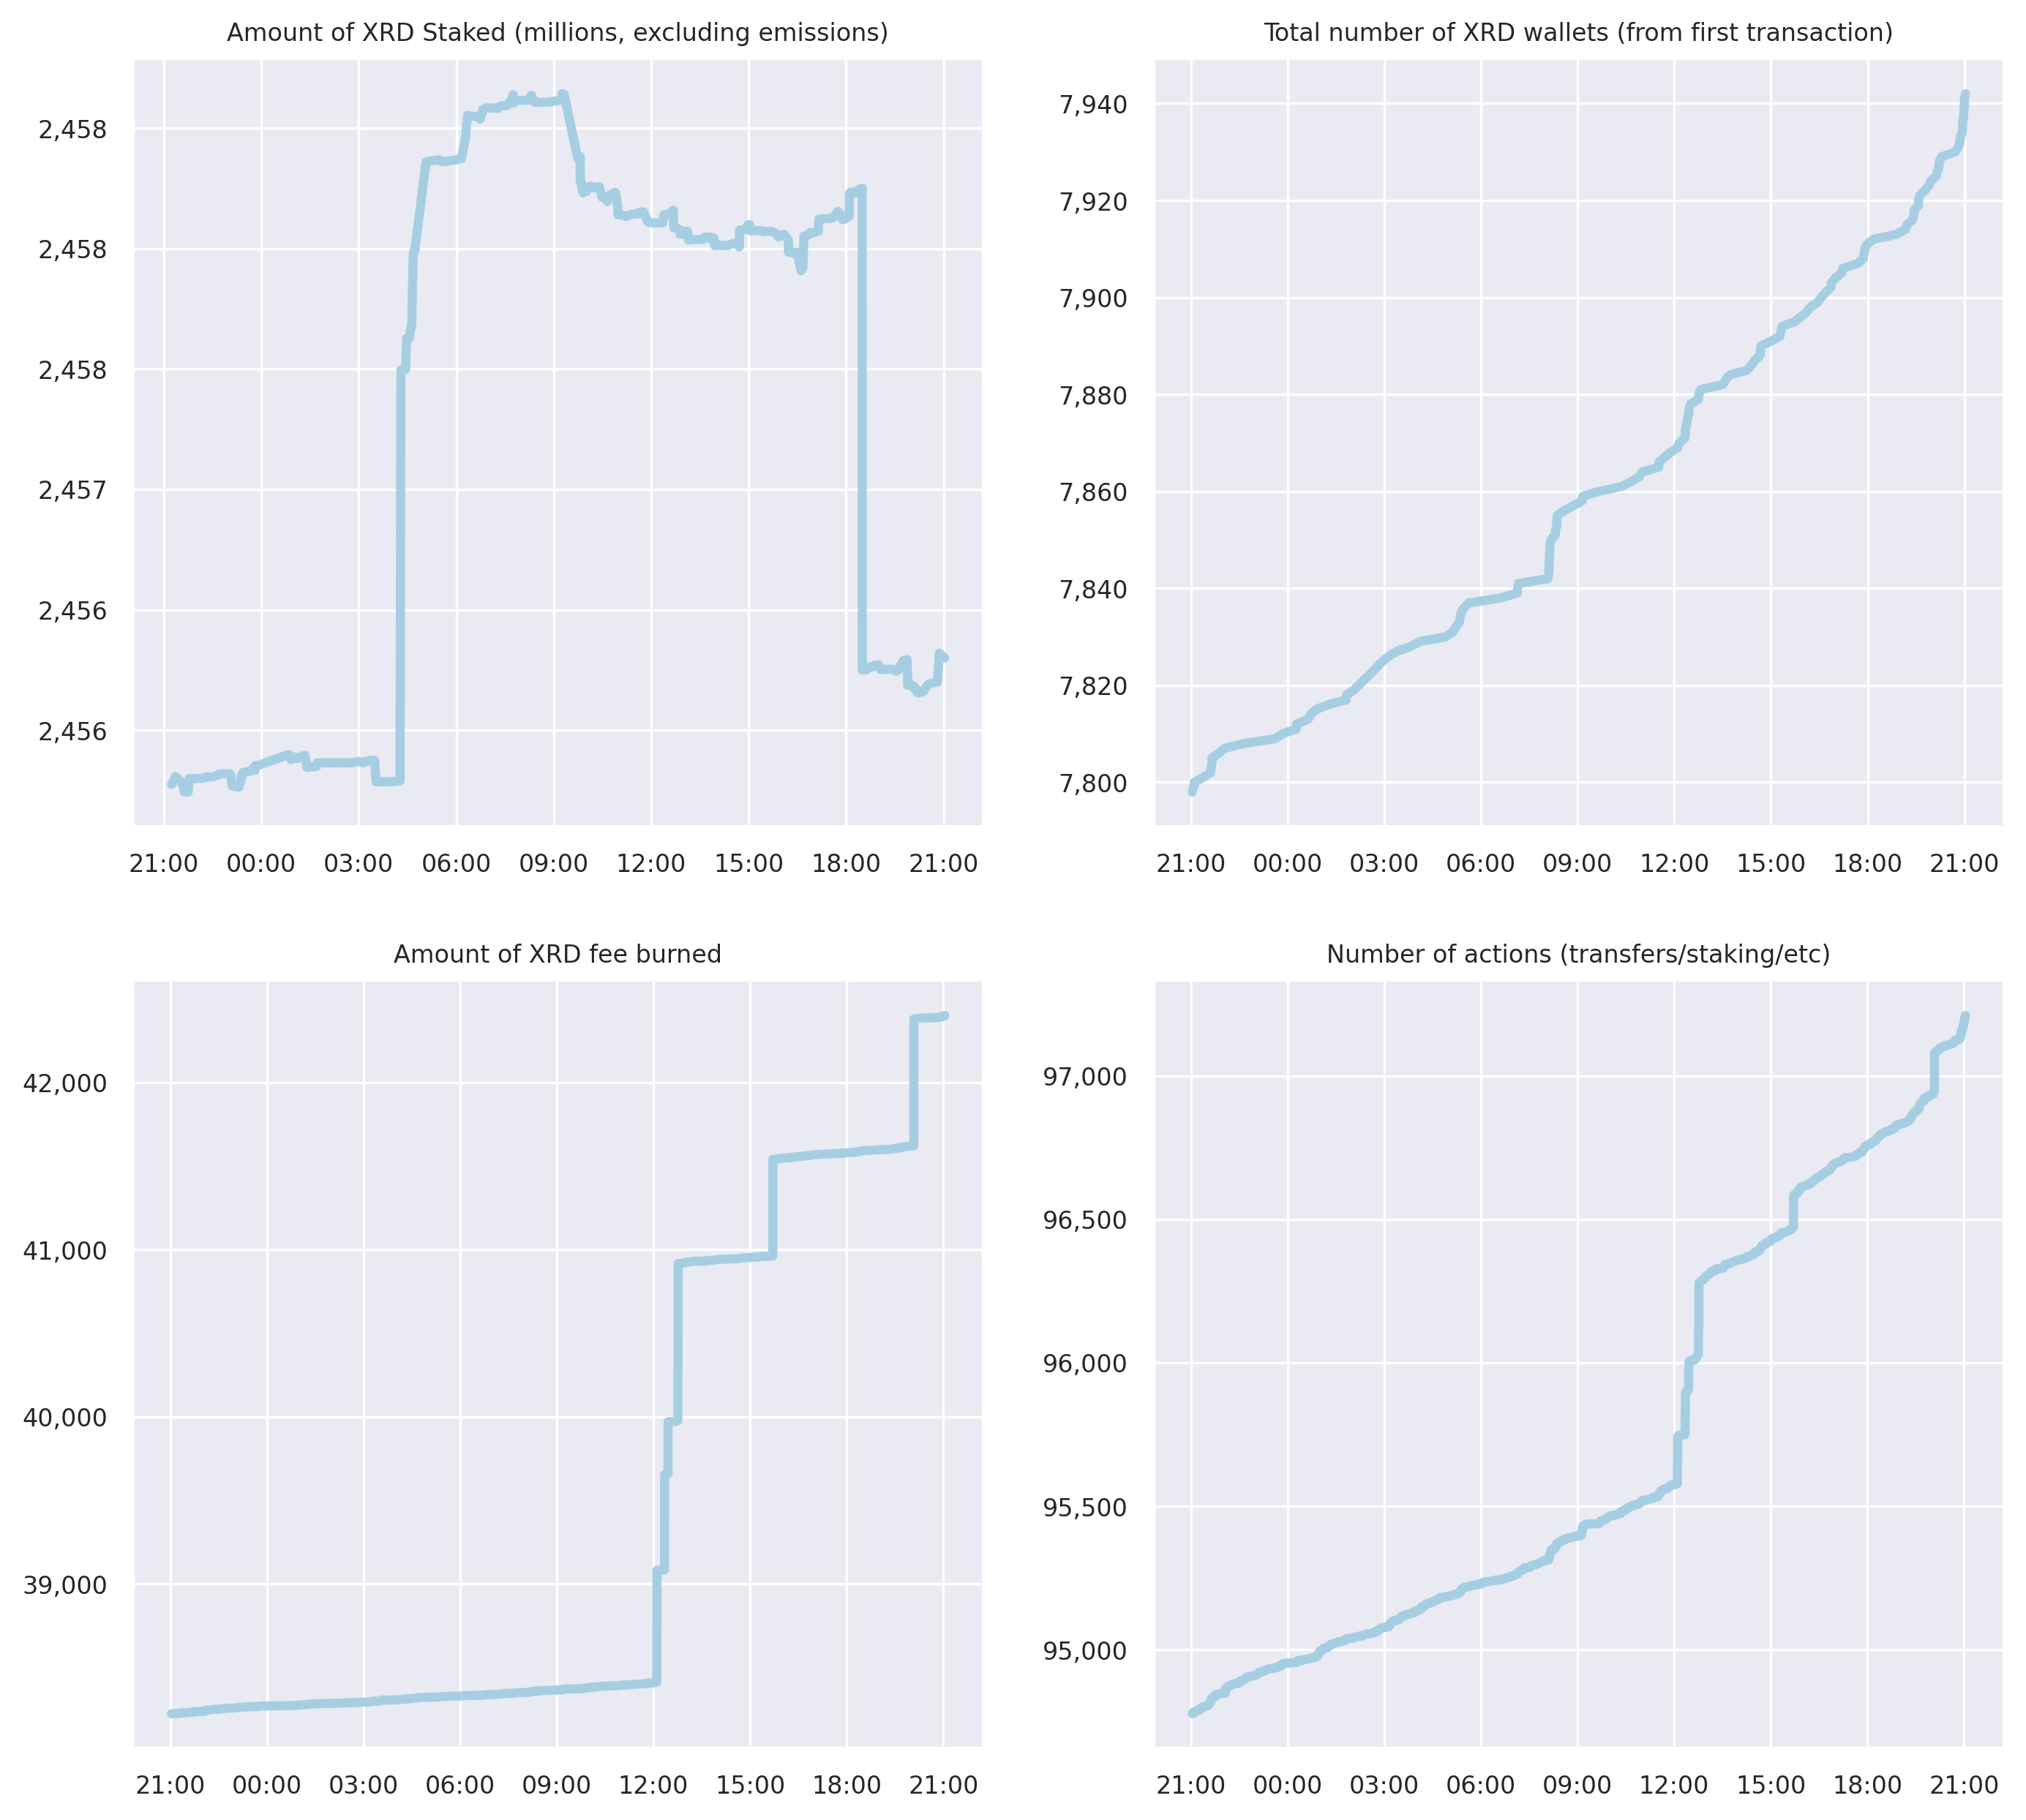 Amount of XRD Staked (millions, excluding emissions)
2,458
2,458
2,458
2,457
2,456
2,456
21:00 00:00 03:00 06:00 09:00 12:00 15:00 18:00 21:00
Total number of XRD wallets (from first transaction)
7,940
7,920
7,900
7,880
7,860
7,840
7,820
7,800
21:00 00:00 03:00 06:00 09:00 12:00 15:00 18:00 21:00
Amount of XRD fee burned
42,000
41,000
40,000
39,000
21:00 00:00 03:00 06:00 09:00 12:00 15:00 18:00 21:00
Number of actions (transfers/staking/etc)
97,000
96,500
96,000
95,500
95,000
21:00 00:00 03:00 06:00 09:00 12:00 15:00 18:00 21:00